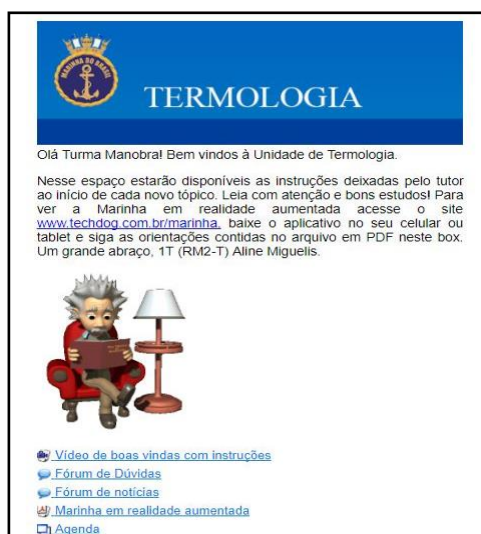 MARINHA DO BRASIL
TERMOLOGIA
Olá Turma Manobra! Bem vindos à Unidade de Termologia.
Nesse espaço estarão disponíveis as instruções deixadas pelo tutor
ao início de cada novo tópico. Leia com atenção e bons estudos! Para
ver a Marinha em realidade aumentada acesse o site
www.techdog.com.br/marinha, baixe o aplicativo no seu celular ou
tablet e siga as orientações contidas no arquivo em PDF neste box.
Um grande abraço, 1T (RM2-T) Aline Miguelis.
Vídeo de boas vindas com instruções
Fórum de Dúvidas
Fórum de notícias
Marinha em realidade aumentada
Agenda